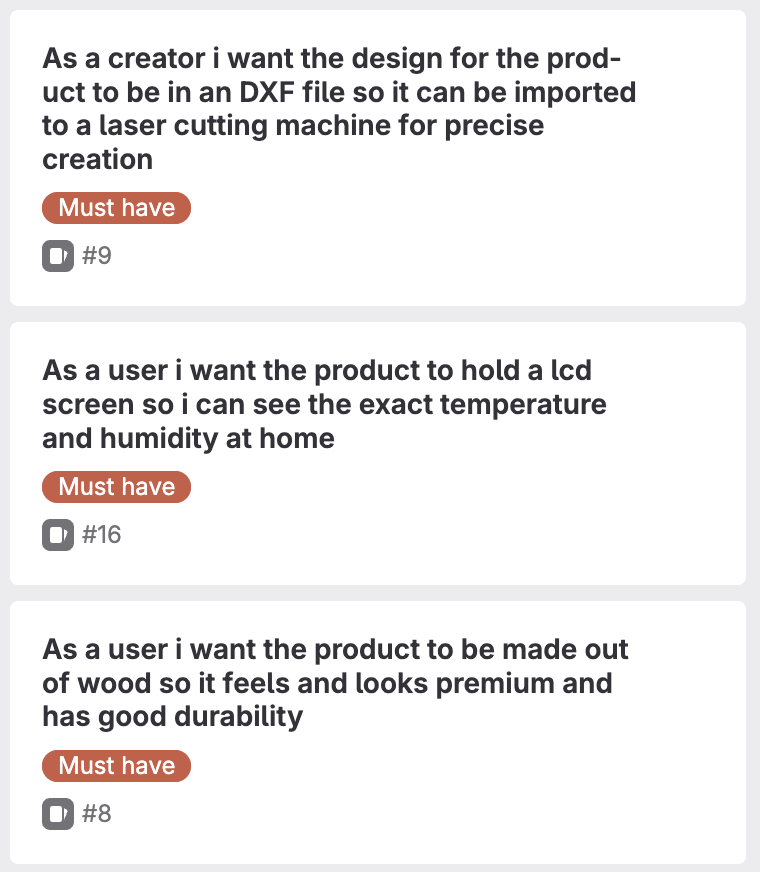 As a creator i want the design for the prod-
uct to be in an DXF file so it can be imported
to a laser cutting machine for precise
creation
Must have
#9
As a user i want the product to hold a lcd
screen so i can see the exact temperature
and humidity at home
Must have
#16
As a user i want the product to be made out
of wood so it feels and looks premium and
has good durability
Must have
#8